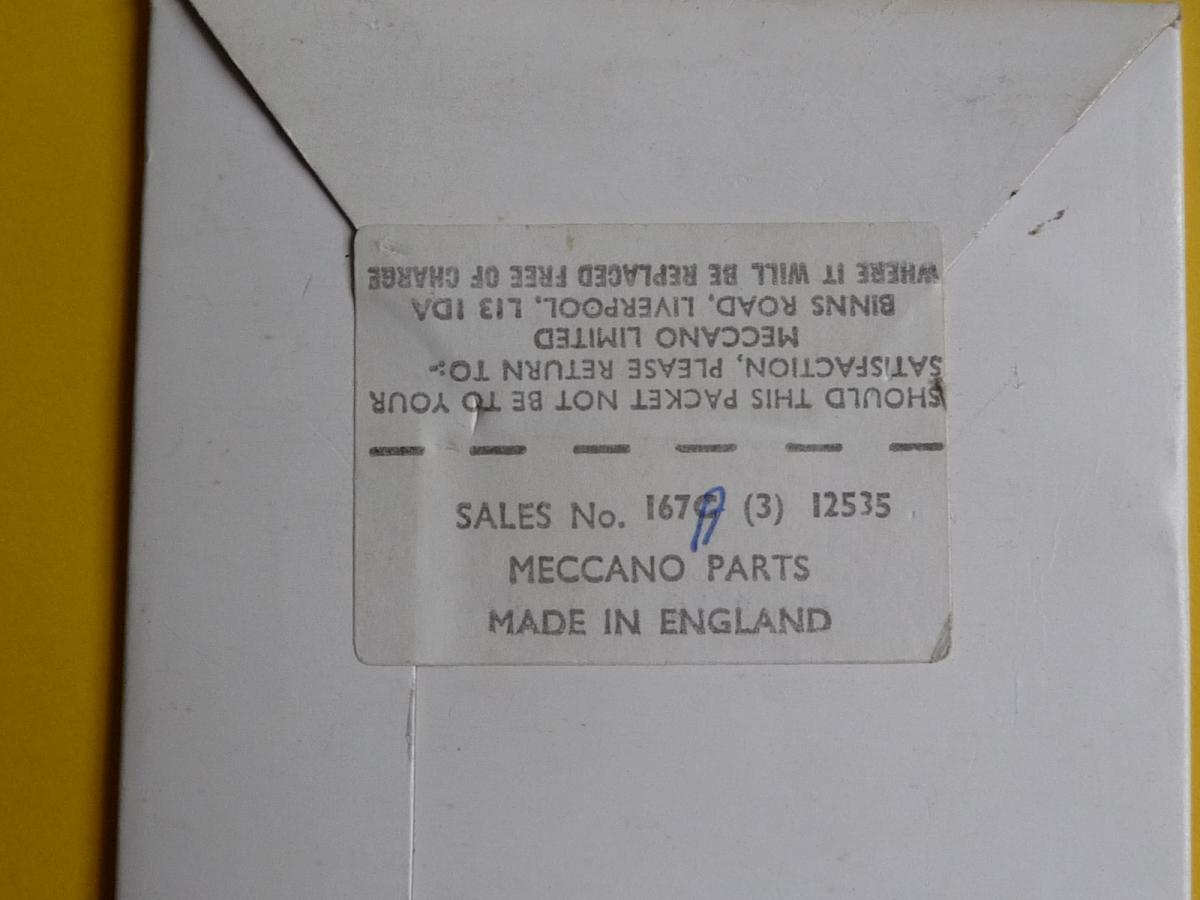 SHOULD THIS PACKET NOT BE TO YOUR
SATISFACTION, PLEASE RETURN TO:-
MECCANO LIMITED
BINNS ROAD, LIVERPOOL, L13 1DA
WHERE IT WILL BE REPLACED FREE OF CHARGE
SALES No. 167A (3) 12535
MECCANO PARTS
MADE IN ENGLAND